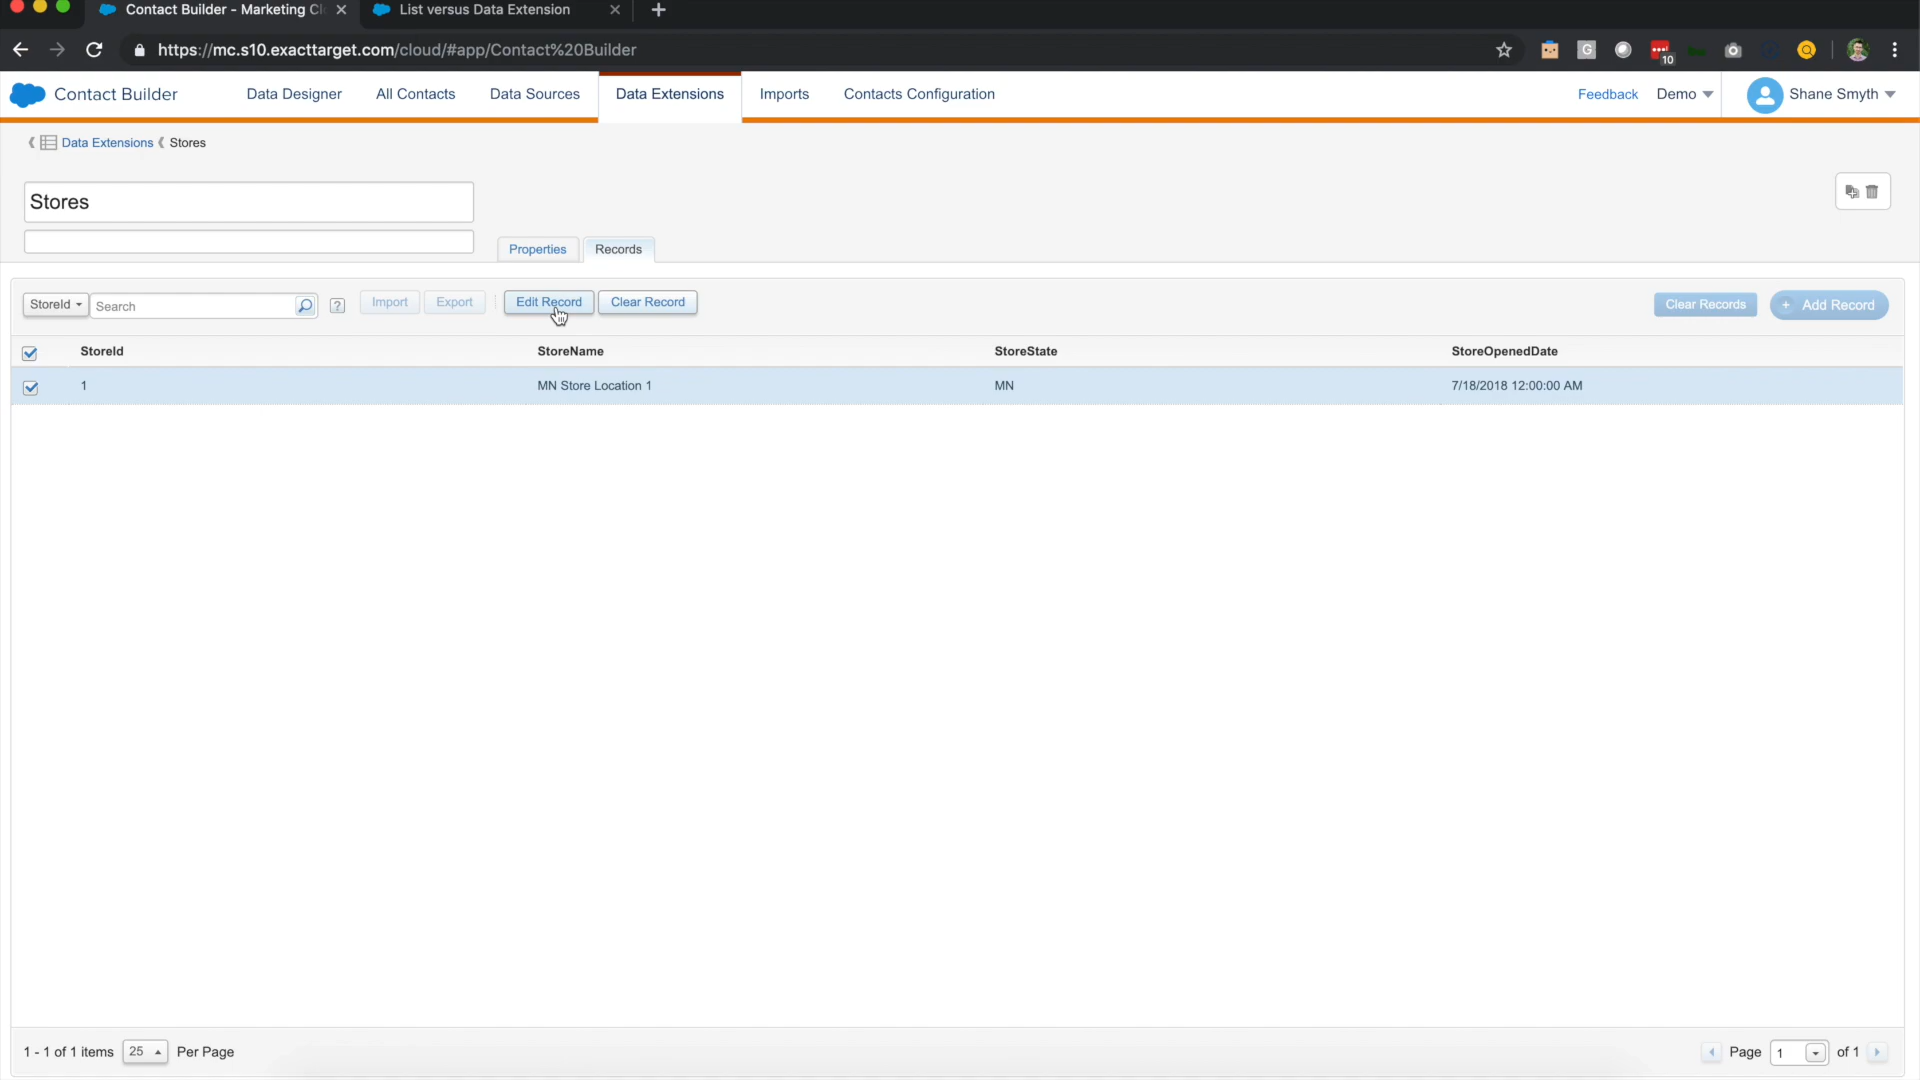 Contact Builder - Marketing Cl
List versus Data Extension
https://mc.s10.exacttarget.com/cloud/#app/Contact%20Builder
G
10
Contact Builder
Data Designer
All Contacts
Data Sources
Data Extensions
Imports
Contacts Configuration
Feedback
Demo
Shane Smyth
Data Extensions
Stores
Stores
Properties
Records
StoreId
Search
?
Import
Export
Edit Record
Clear Record
Clear Records
+ Add Record
StoreId
StoreName
StoreState
StoreOpenedDate
1
MN Store Location 1
MN
7/18/2018 12:00:00 AM
1 - 1 of 1 items
25
Per Page
Page
1
of 1